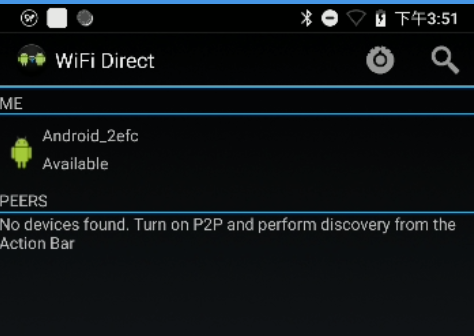 下午3:51
WiFi Direct
ME
Android_2efc
Available
PEERS
No devices found. Turn on P2P and perform discovery from the
Action Bar